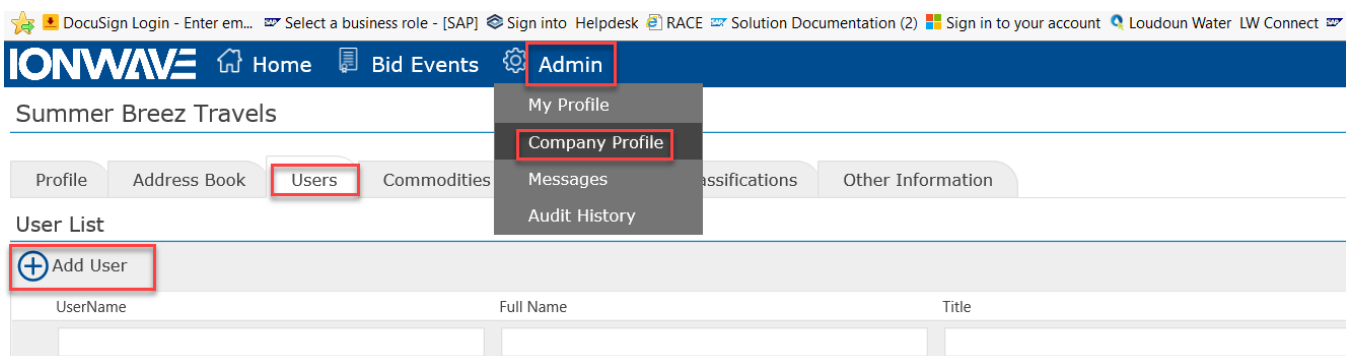 DocuSign Login - Enter em... Select a business role - [SAP] Sign into Helpdesk RACE Solution Documentation (2) Sign in to your account Loudoun Water LW Connect
IONWAVE Home Bid Events Admin
My Profile
Summer Breez Travels
Company Profile
Profile Address Book Users Commodities Messages assifications Other Information
Audit History
User List
Add User
UserName Full Name Title